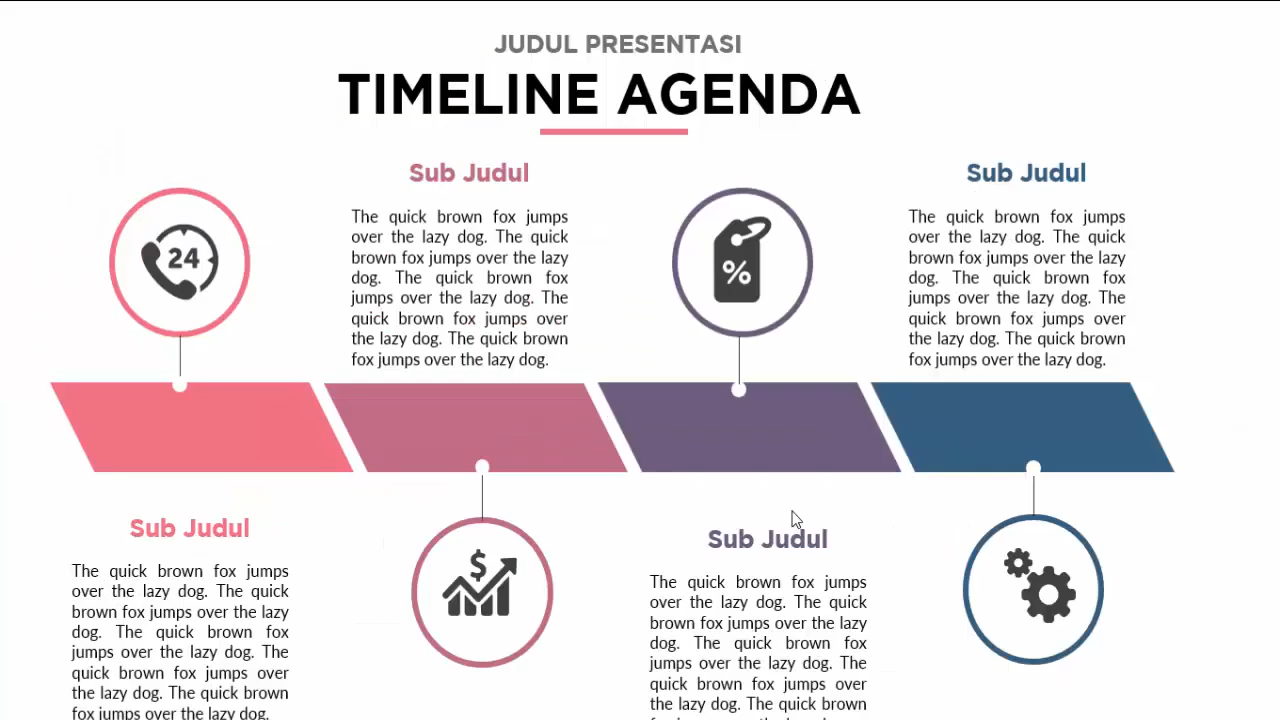 JUDUL PRESENTASI
TIMELINE AGENDA
24
Sub Judul
The quick brown fox jumps
over the lazy dog. The quick
brown fox jumps over the lazy
dog. The quick brown fox
jumps over the lazy dog. The
quick brown fox jumps over
the lazy dog. The quick brown
fox jumps over the lazy dog.
%
Sub Judul
The quick brown fox jumps
over the lazy dog. The quick
brown fox jumps over the lazy
dog. The quick brown fox
jumps over the lazy dog. The
quick brown fox jumps over
the lazy dog. The quick brown
fox jumps over the lazy dog.
Sub Judul
The quick brown fox jumps
over the lazy dog. The quick
brown fox jumps over the lazy
dog. The quick brown fox
jumps over the lazy dog. The
quick brown fox jumps over
the lazy dog. The quick brown
fox jumps over the lazy dog.
$
Sub Judul
The quick brown fox jumps
over the lazy dog. The quick
brown fox jumps over the lazy
dog. The quick brown fox
jumps over the lazy dog. The
quick brown fox jumps over
the lazy dog. The quick brown